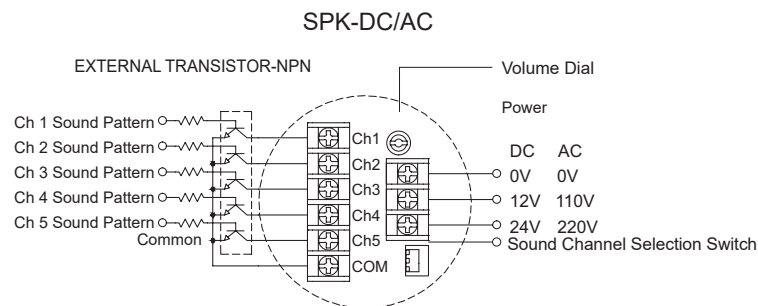 SPK-DC/AC
EXTERNAL TRANSISTOR-NPN
Volume Dial
Power
Ch 1 Sound Pattern
Ch 2 Sound Pattern
Ch 3 Sound Pattern
Ch 4 Sound Pattern
Ch 5 Sound Pattern
Common
Ch1
Ch2
Ch3
Ch4
Ch5
COM
DC AC
0V 0V
12V 110V
24V 220V
Sound Channel Selection Switch